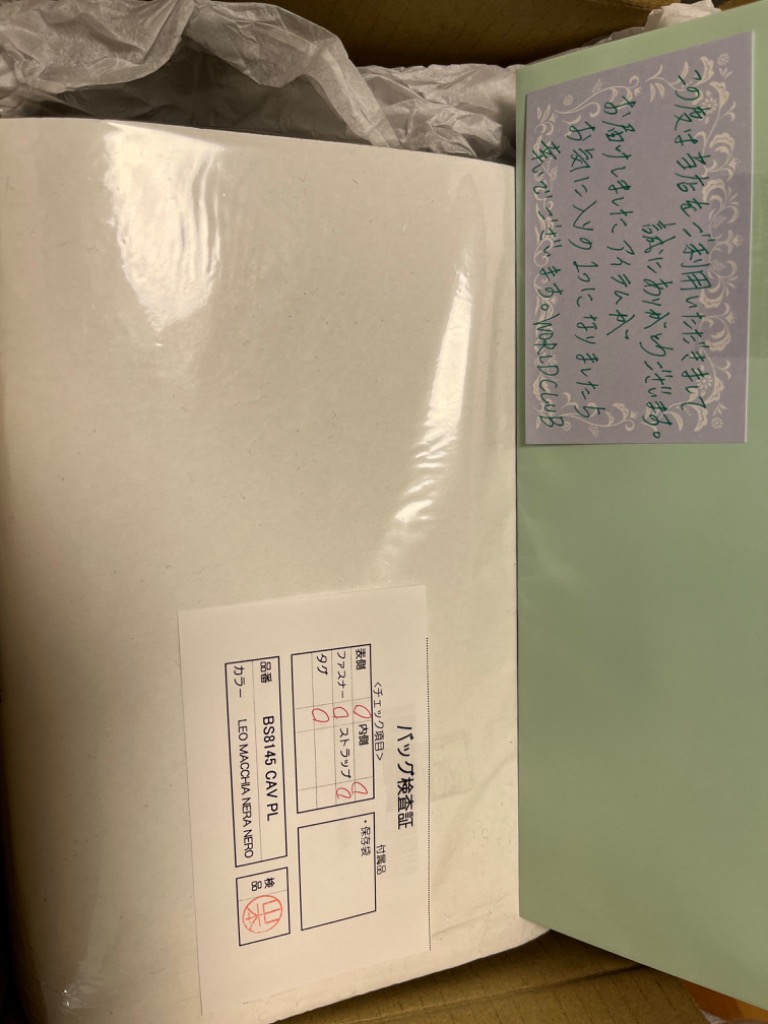 この度は当店をご利用いただきまして
誠にありがとうございます。
お届けしましたアイテムが
お気に入りの1つになりましたら
幸いでございます。WORLD CLUB
バッグ検査証
<チェック項目>
表側 内側
ファスナー ストラップ
タグ
付属品
・保存袋
品番 BS8145 CAV PL
カラー LEO MACCHIA NERA NERO
検品
山本